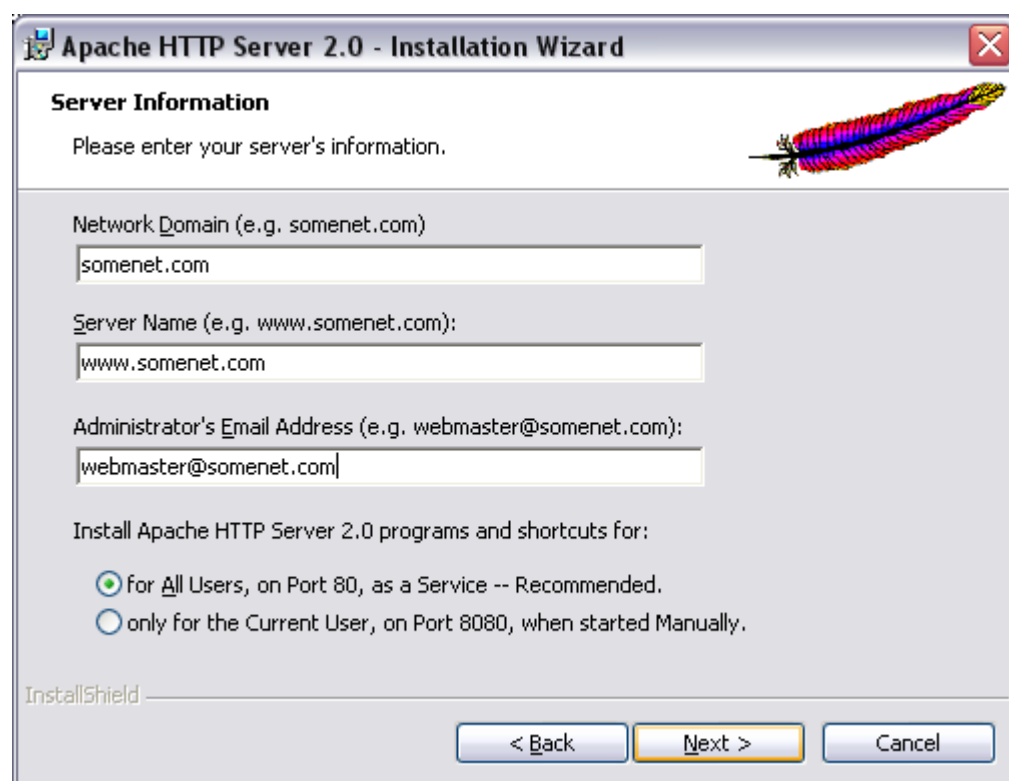 Apache HTTP Server 2.0 - Installation Wizard
Server Information
Please enter your server's information.
Network Domain (e.g. somenet.com)
somenet.com
Server Name (e.g. www.somenet.com):
www.somenet.com
Administrator's Email Address (e.g. webmaster@somenet.com):
webmaster@somenet.com
Install Apache HTTP Server 2.0 programs and shortcuts for:
for All Users, on Port 80, as a Service -- Recommended.
only for the Current User, on Port 8080, when started Manually.
InstallShield
< Back Next > Cancel